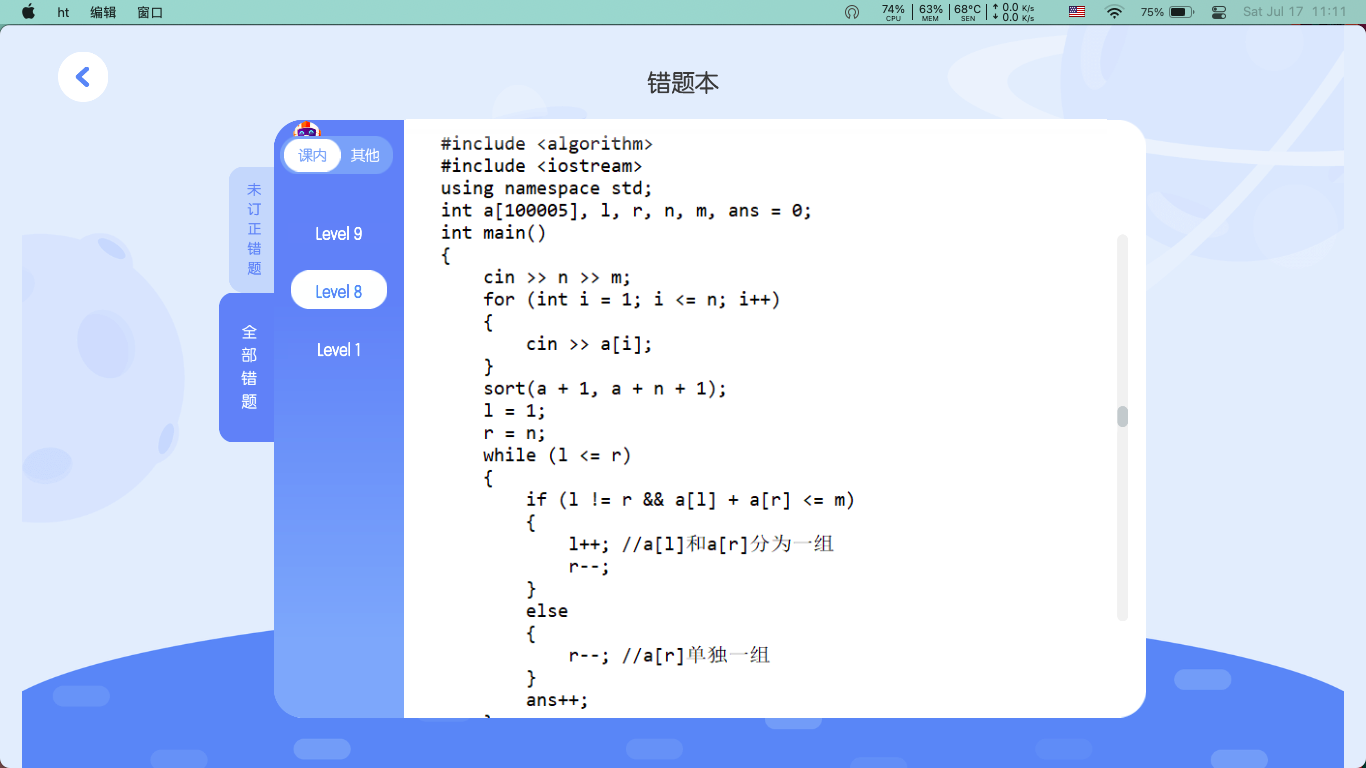 ht 编辑 窗口 74% CPU 63% MEM 68°C SEN 0.0 K/s 0.0 K/s 75% Sat Jul 17 11:11
错题本
课内 其他
未订正错题
全部错题
Level 9
Level 8
Level 1
#include <algorithm>
#include <iostream>
using namespace std;
int a[100005], l, r, n, m, ans = 0;
int main()
{
    cin >> n >> m;
    for (int i = 1; i <= n; i++)
    {
        cin >> a[i];
    }
    sort(a + 1, a + n + 1);
    l = 1;
    r = n;
    while (l <= r)
    {
        if (l != r && a[l] + a[r] <= m)
        {
            l++; //a[l]和a[r]分为一组
            r--;
        }
        else
        {
            r--; //a[r]单独一组
        }
        ans++;